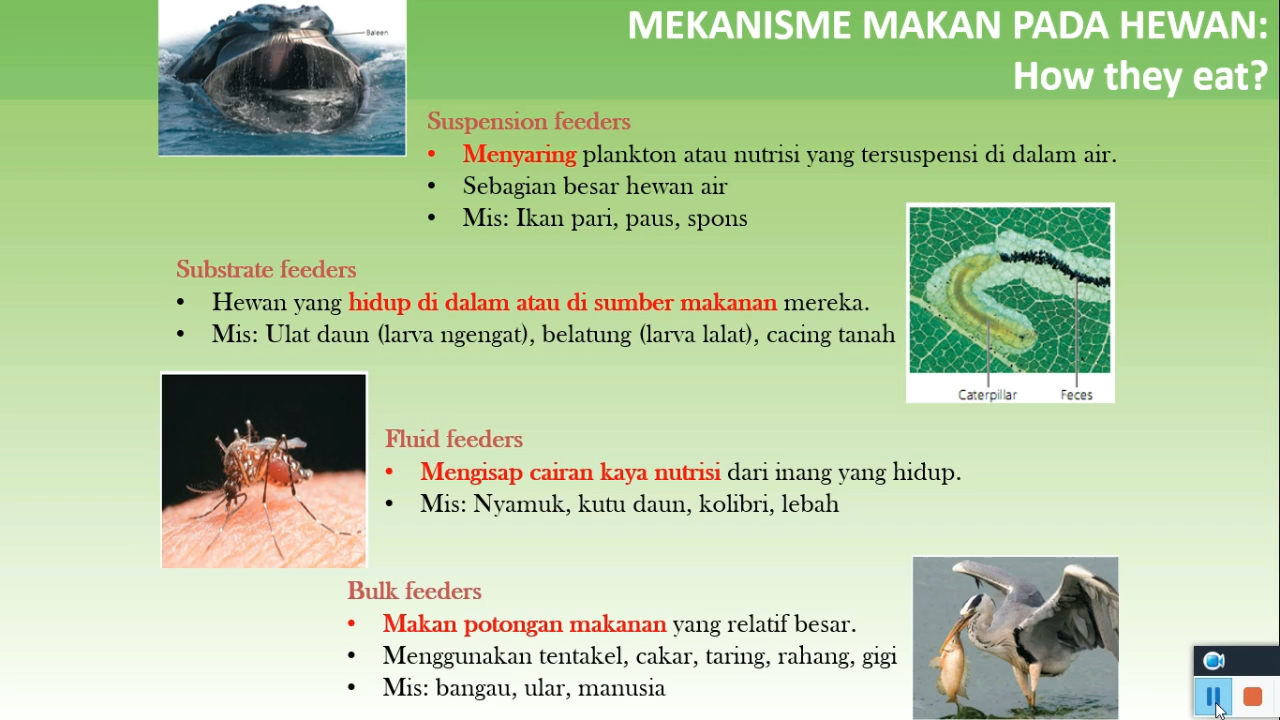 MEKANISME MAKAN PADA HEWAN:
How they eat?
Baleen
Suspension feeders
• Menyaring plankton atau nutrisi yang tersuspensi di dalam air.
• Sebagian besar hewan air
• Mis: Ikan pari, paus, spons
Substrate feeders
• Hewan yang hidup di dalam atau di sumber makanan mereka.
• Mis: Ulat daun (larva ngengat), belatung (larva lalat), cacing tanah
Caterpillar Feces
Fluid feeders
• Mengisap cairan kaya nutrisi dari inang yang hidup.
• Mis: Nyamuk, kutu daun, kolibri, lebah
Bulk feeders
• Makan potongan makanan yang relatif besar.
• Menggunakan tentakel, cakar, taring, rahang, gigi
• Mis: bangau, ular, manusia